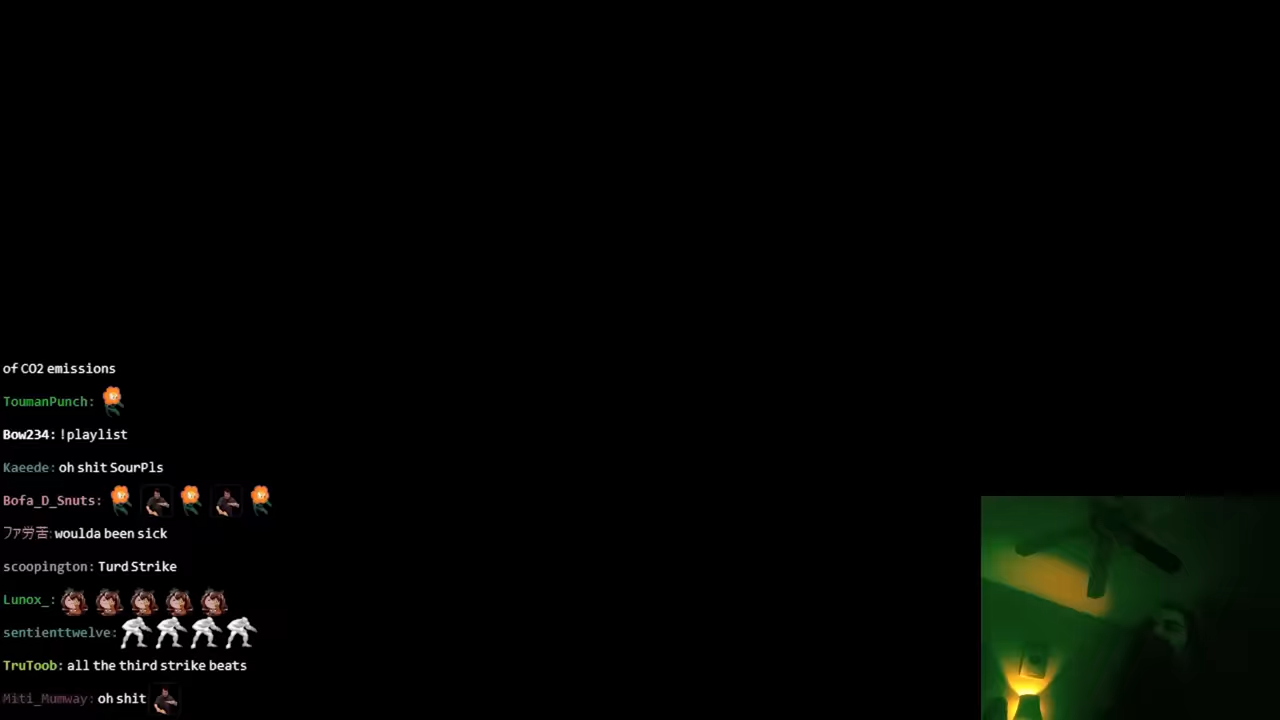 of CO2 emissions
ToumanPunch:
Bow234: !playlist
Kaeede: oh shit SourPls
Bofa_D_Snuts:
ファ労苦: woulda been sick
scoopington: Turd Strike
Lunox_:
sentienttwelve:
TruToob: all the third strike beats
Miti_Mumway: oh shit